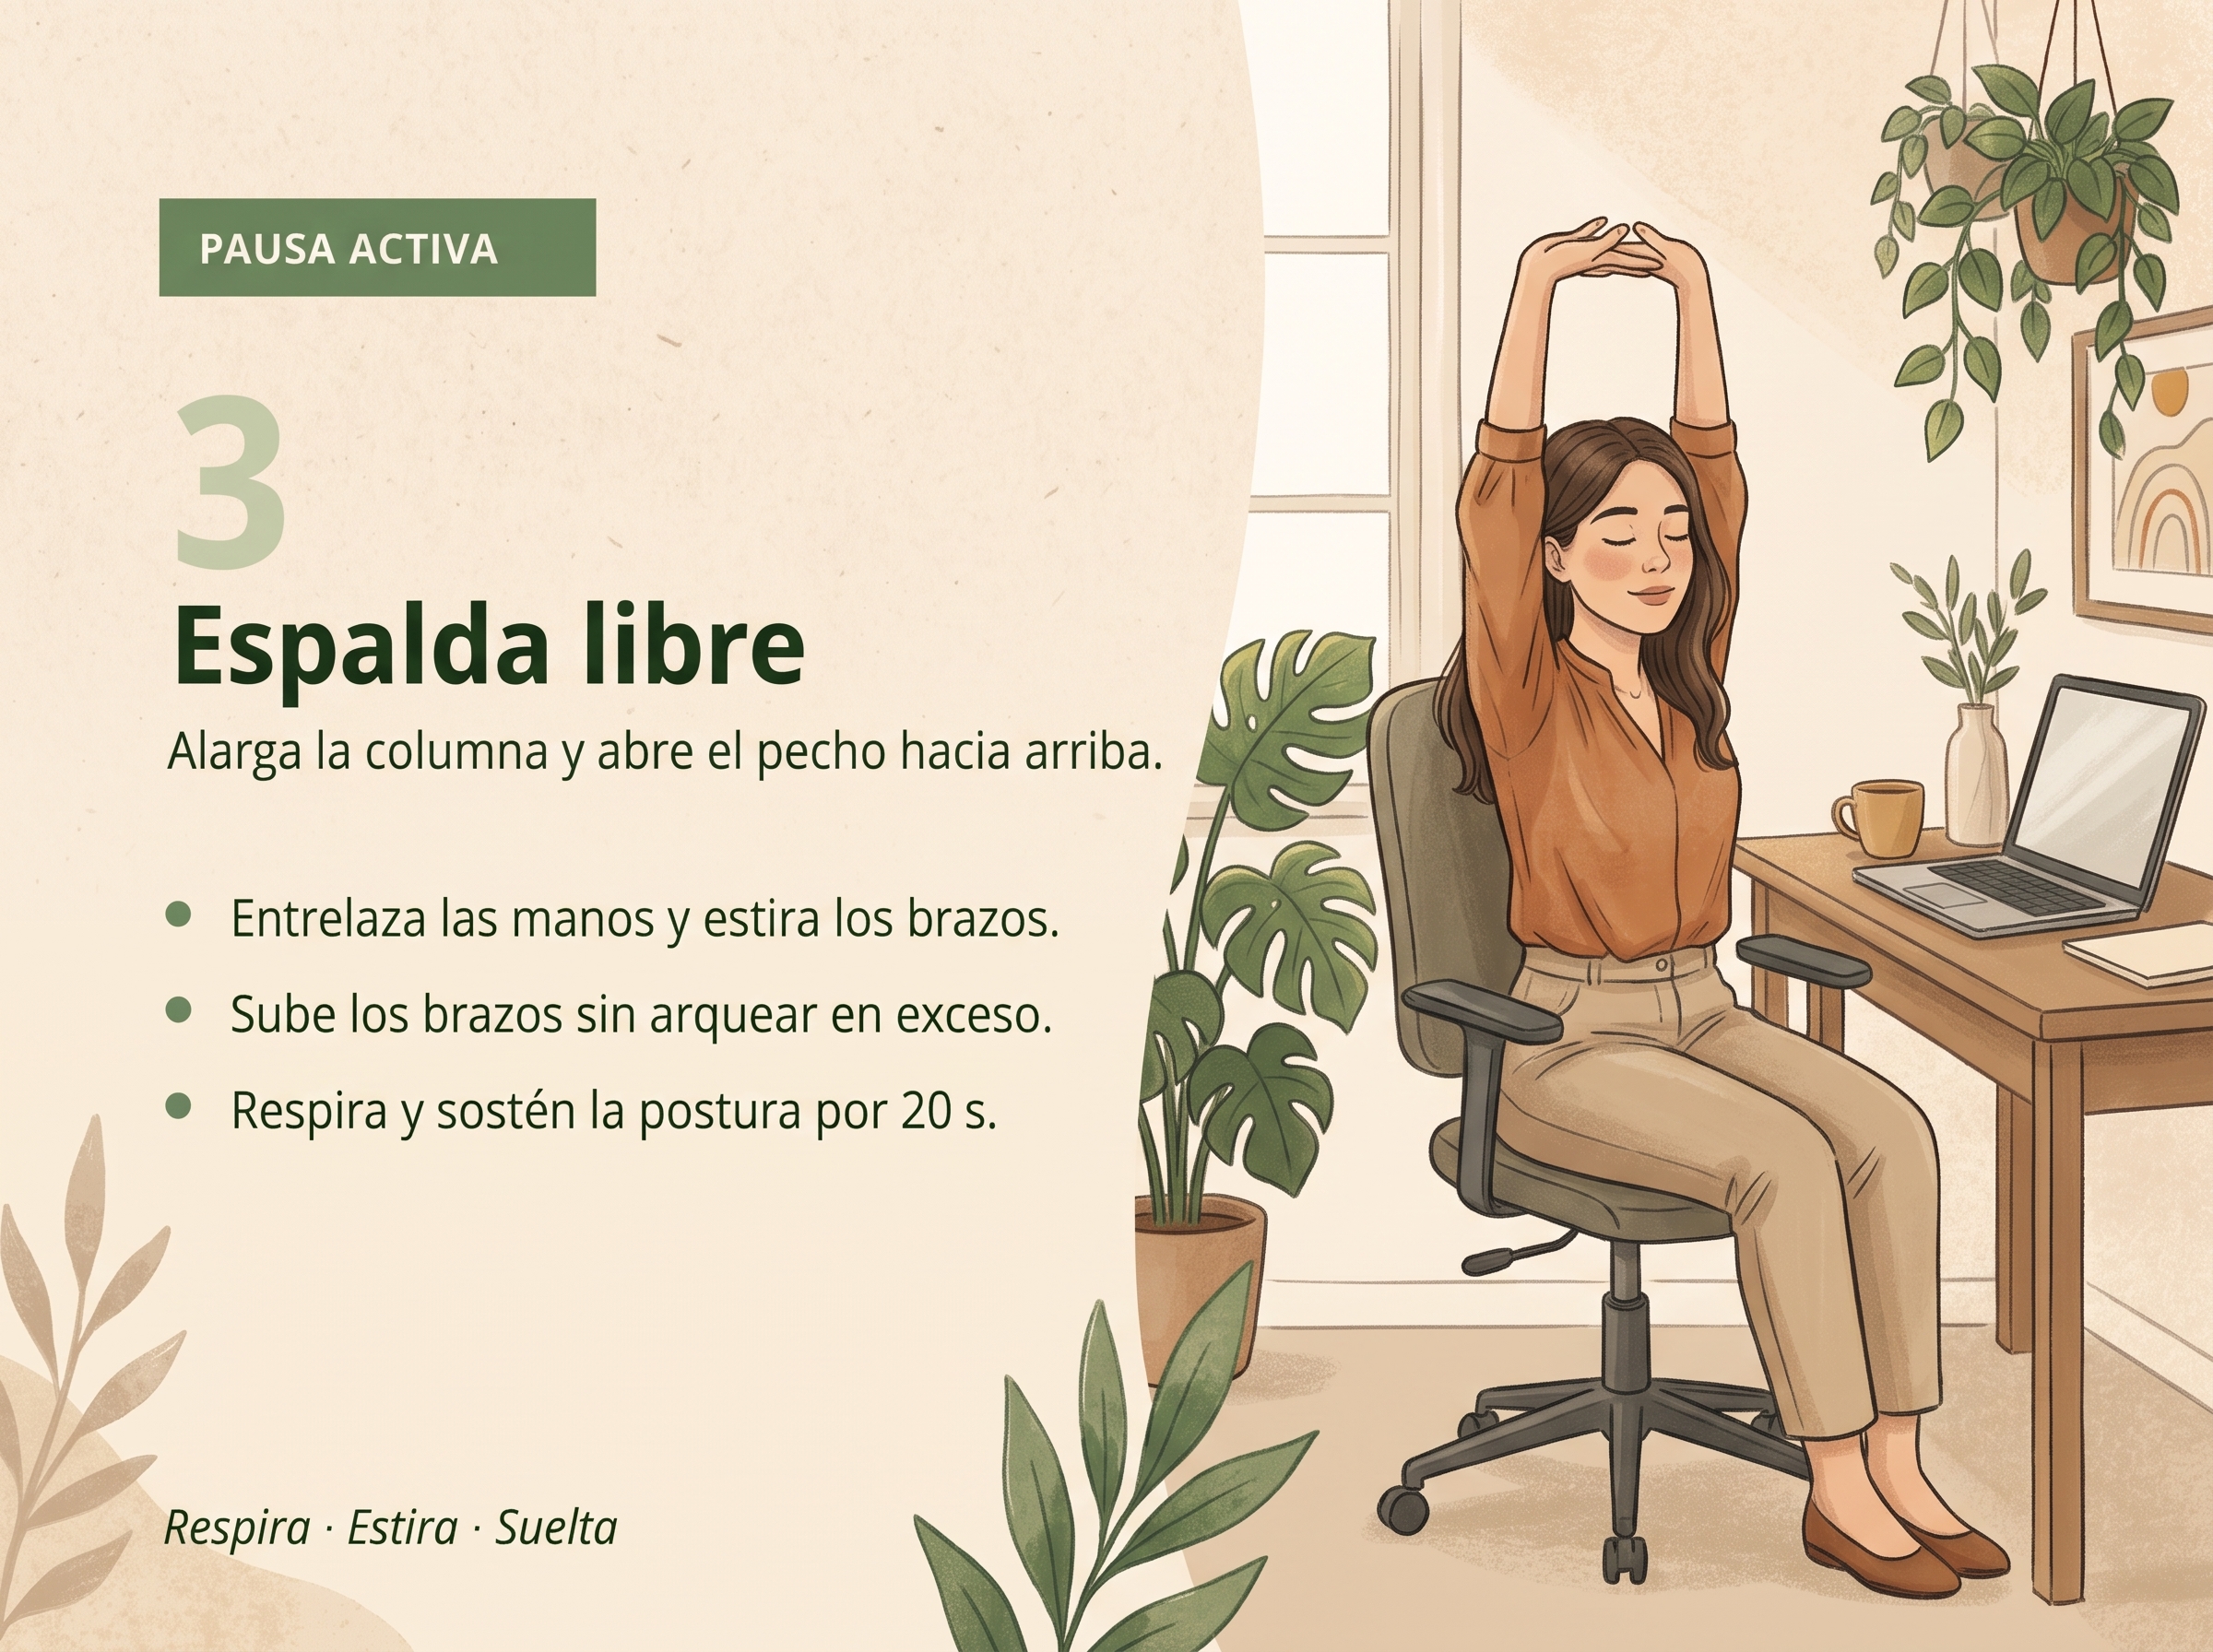 PAUSA ACTIVA
3
Espalda libre
Alarga la columna y abre el pecho hacia arriba.
Entrelaza las manos y estira los brazos.
Sube los brazos sin arquear en exceso.
Respira y sostén la postura por 20 s.
Respira · Estira · Suelta